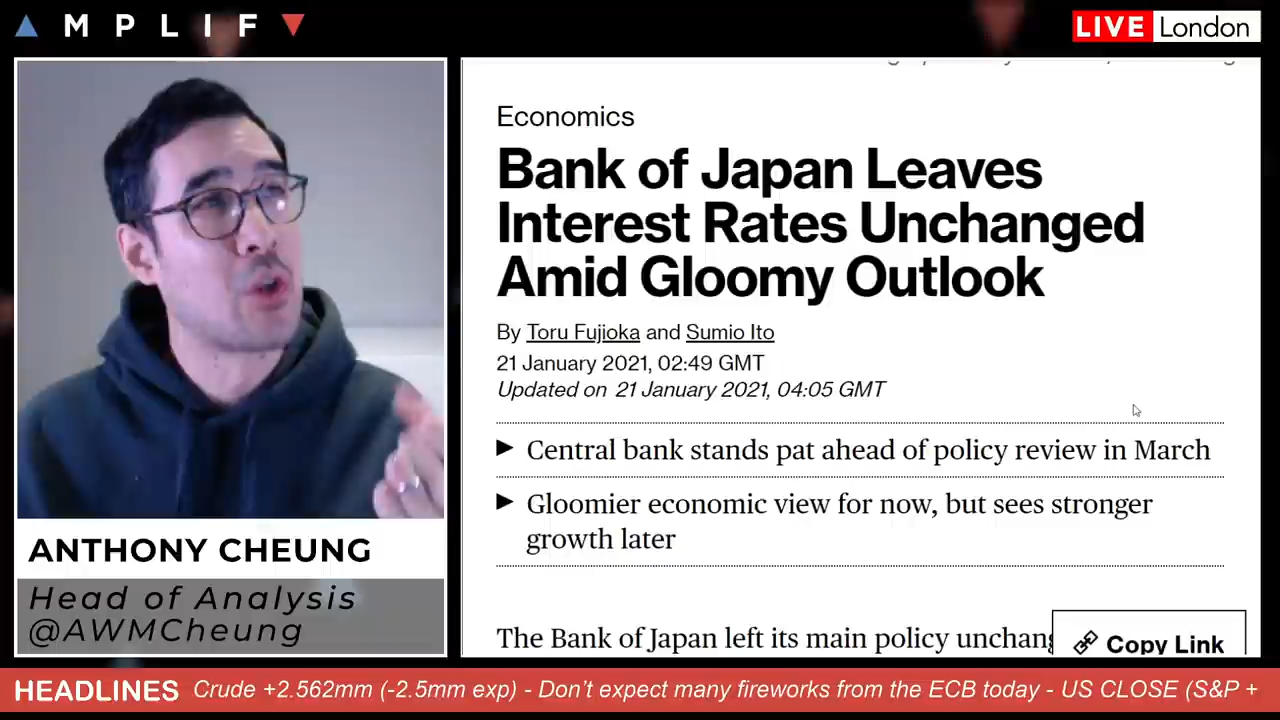 AMPLIFY
LIVE London
Economics
Bank of Japan Leaves
Interest Rates Unchanged
Amid Gloomy Outlook
By Toru Fujioka and Sumio Ito
21 January 2021, 02:49 GMT
Updated on 21 January 2021, 04:05 GMT
Central bank stands pat ahead of policy review in March
Gloomier economic view for now, but sees stronger
growth later
The Bank of Japan left its main policy
Copy Link
ANTHONY CHEUNG
Head of Analysis
@AWMCheung
HEADLINES Crude +2.562mm (-2.5mm exp) - Don't expect many fireworks from the ECB today - US CLOSE (S&P +